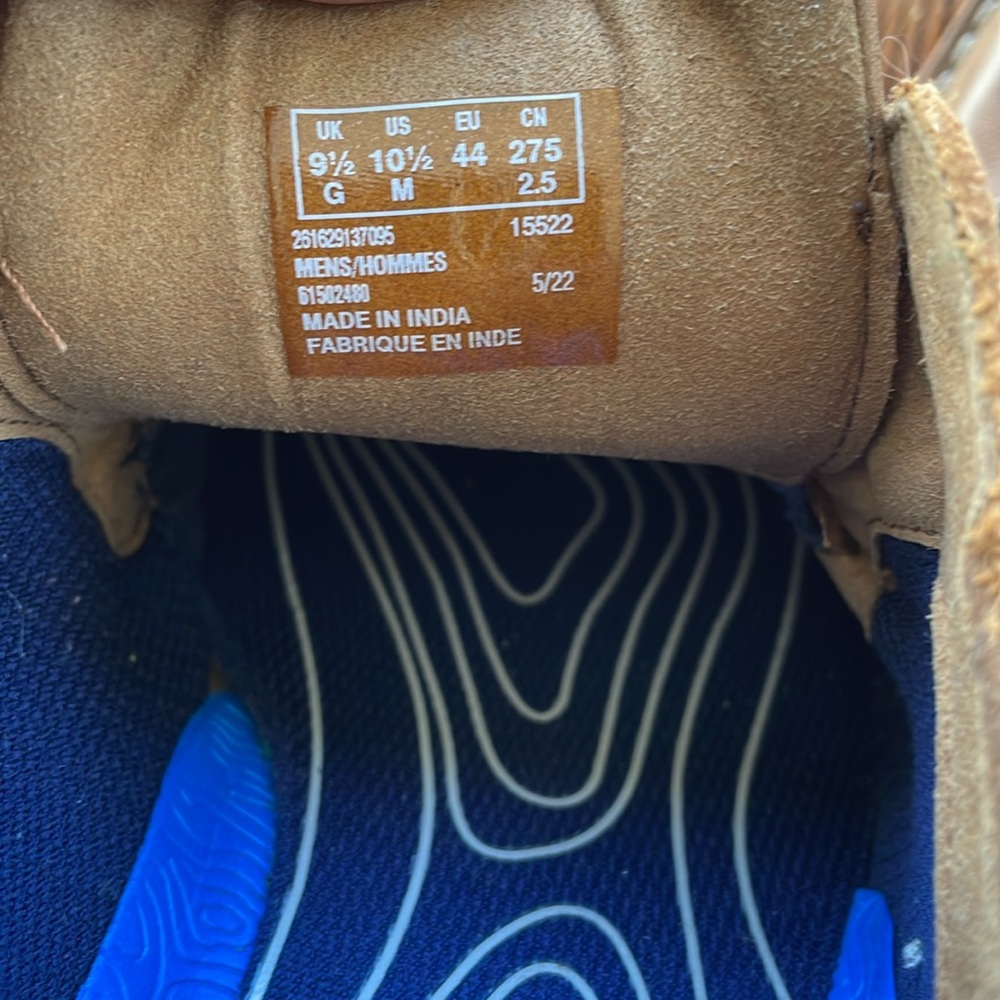 UK US EU CN
9½ 10½ 44 275
G M 2.5
261629137095 15522
MENS/HOMMES
61502480 5/22
MADE IN INDIA
FABRIQUE EN INDE